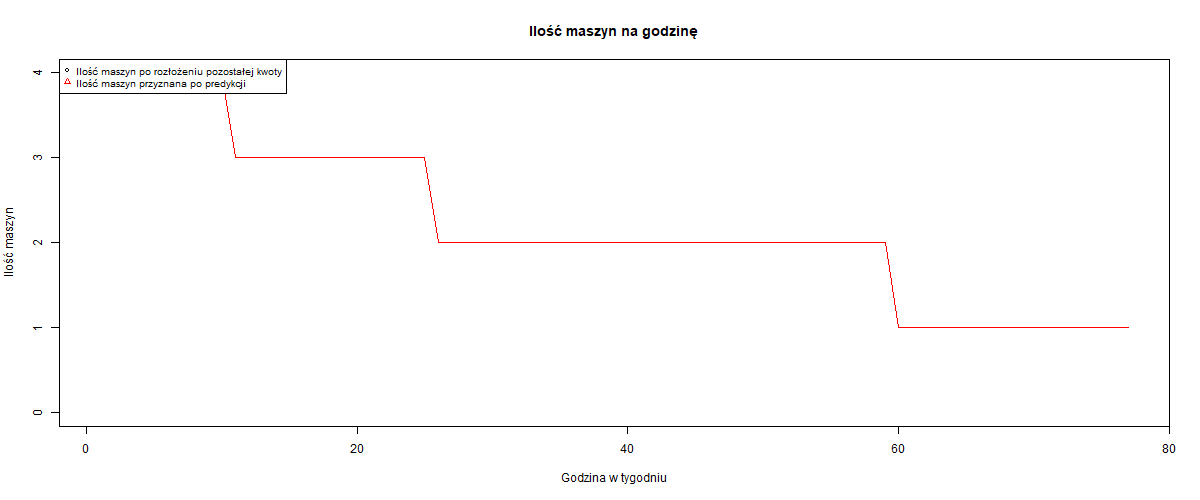 Ilość maszyn na godzinę
Ilość maszyn po rozłożeniu pozostałej kwoty
Ilość maszyn przyznana po predykcji
4
3
2
1
0
Ilość maszyn
0 20 40 60 80
Godzina w tygodniu